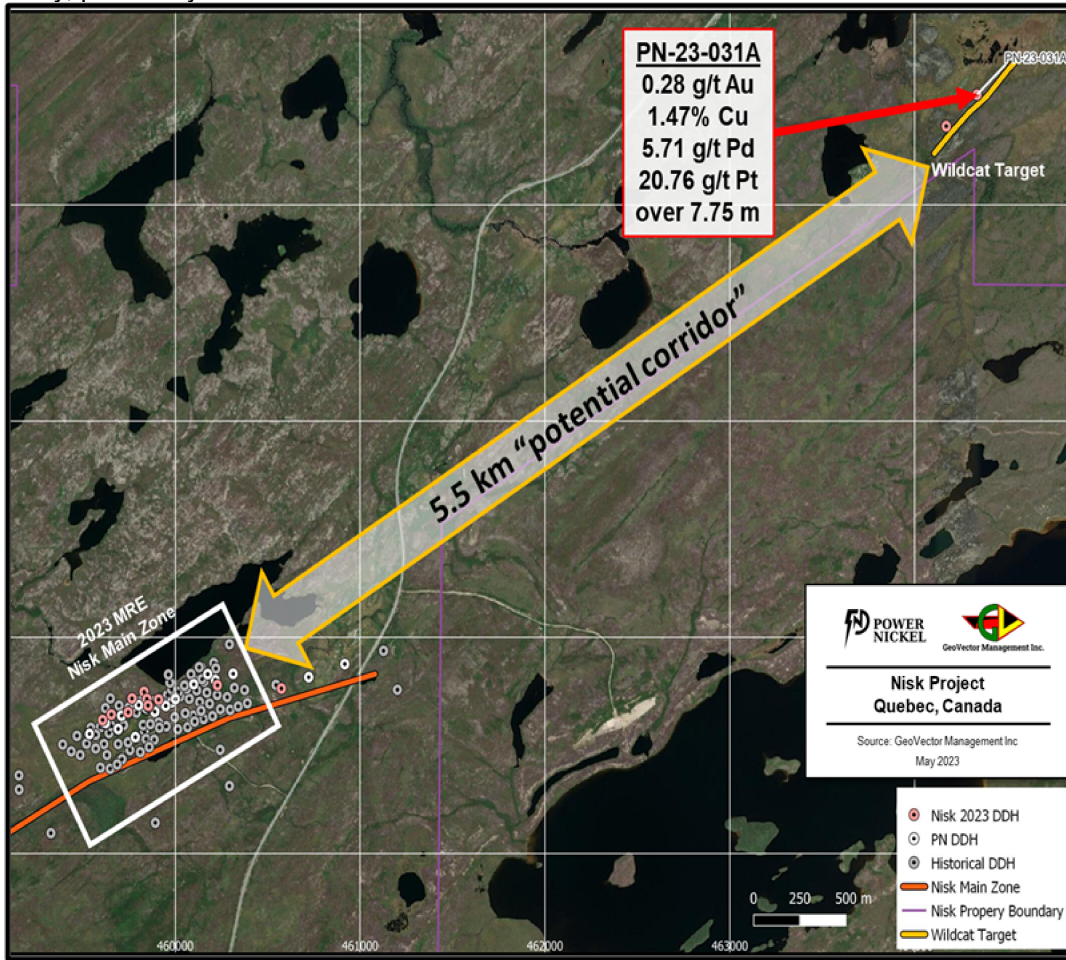 PN-23-031A
0.28 g/t Au
1.47% Cu
5.71 g/t Pd
20.76 g/t Pt
over 7.75 m
PN-23-031A
Wildcat Target
5.5 km “potential corridor”
2023 MRE
Nisk Main Zone
POWER
NICKEL
GeoVector Management Inc.
Nisk Project
Quebec, Canada
Source: GeoVector Management Inc
May 2023
Nisk 2023 DDH
PN DDH
Historical DDH
Nisk Main Zone
Nisk Propery Boundary
Wildcat Target
0 250 500 m
460000 461000 462000 463000